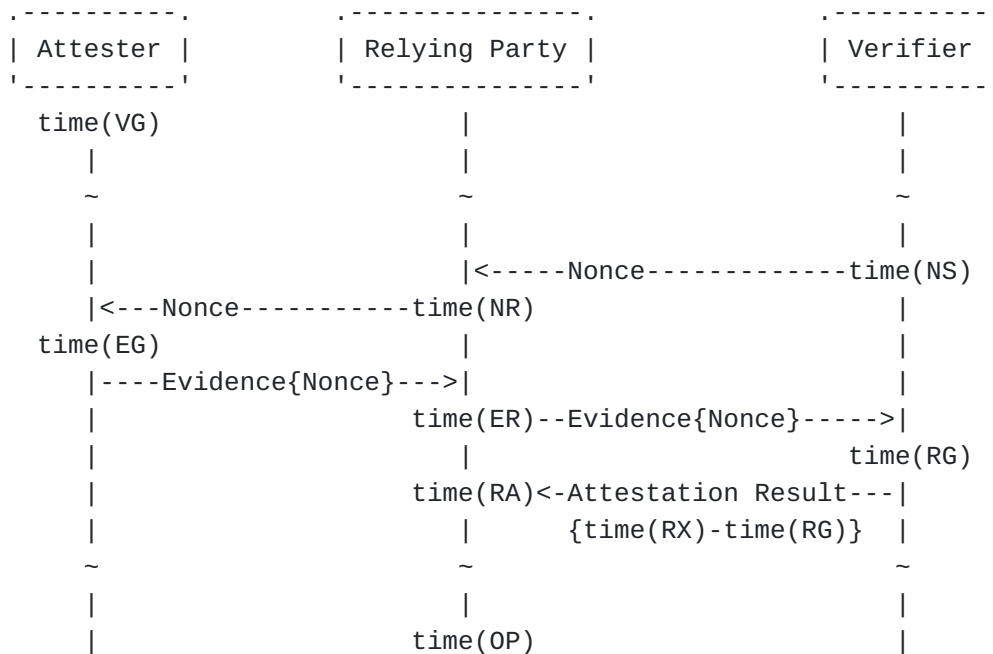 .----------.         .---------------.              .----------
| Attester |         | Relying Party |              | Verifier
'----------'         '---------------'              '----------
  time(VG)                   |                          |
     |                       |                          |
     ~                       ~                          ~
     |                       |                          |
     |                       |<-----Nonce-------------time(NS)
     |<---Nonce-----------time(NR)                      |
  time(EG)                   |                          |
     |----Evidence{Nonce}--->|                          |
     |                    time(ER)--Evidence{Nonce}----->|
     |                       |                       time(RG)
     |                    time(RA)<-Attestation Result---|
     |                       |     {time(RX)-time(RG)}  |
     ~                       ~                          ~
     |                       |                          |
     |                    time(OP)                      |